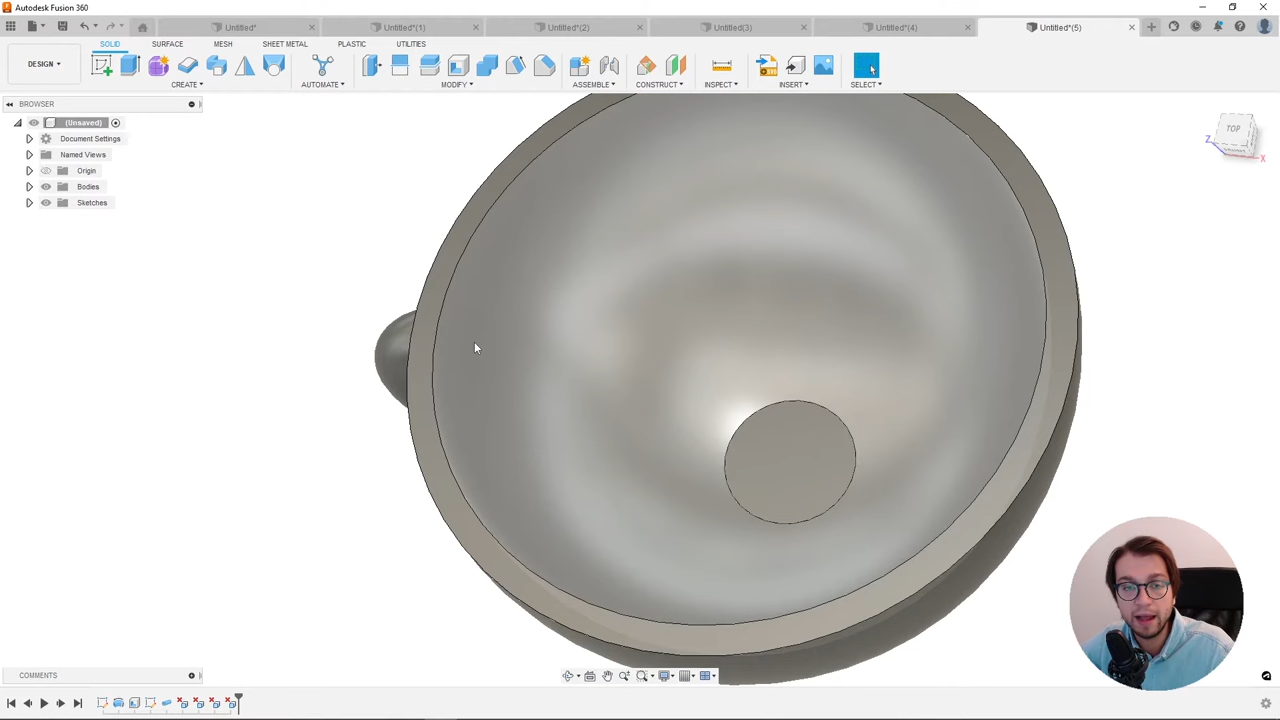 Autodesk Fusion 360
Untitled*
Untitled*(1)
Untitled*(2)
Untitled(3)
Untitled*(4)
Untitled*(5)
DESIGN
SOLID
SURFACE
MESH
SHEET METAL
PLASTIC
UTILITIES
CREATE
AUTOMATE
MODIFY
ASSEMBLE
CONSTRUCT
INSPECT
INSERT
SELECT
BROWSER
(Unsaved)
Document Settings
Named Views
Origin
Bodies
Sketches
TOP
Z
X
COMMENTS